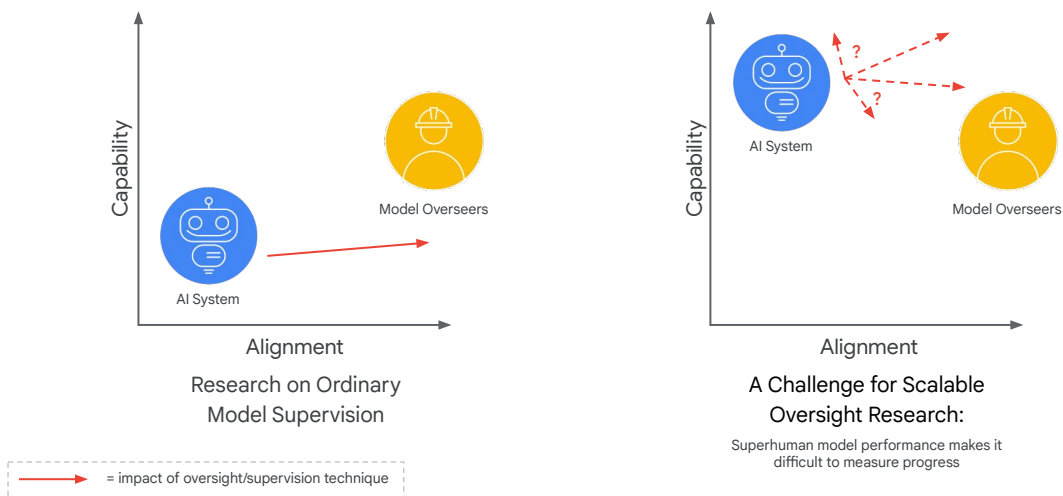 Capability
AI System
Model Overseers
Alignment
Research on Ordinary
Model Supervision
= impact of oversight/supervision technique
Capability
?
?
AI System
Model Overseers
Alignment
A Challenge for Scalable
Oversight Research:
Superhuman model performance makes it
difficult to measure progress